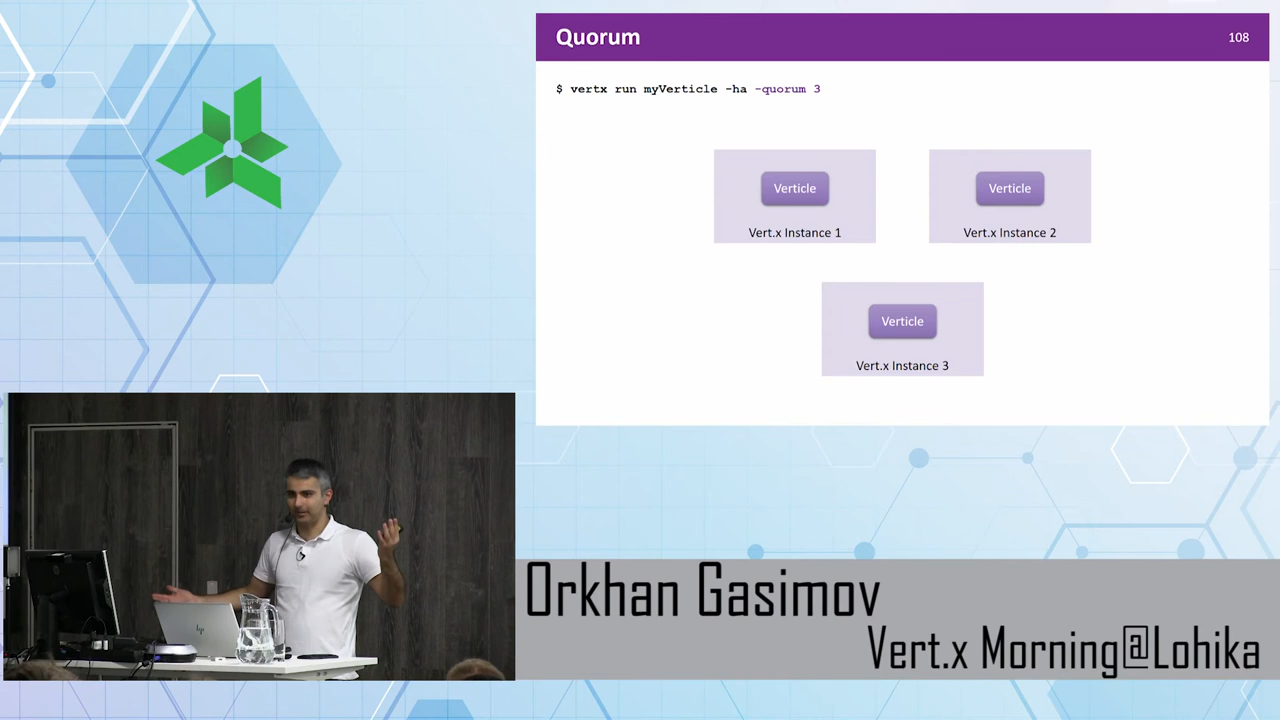 Quorum
108
$ vertx run myVerticle -ha -quorum 3
Verticle
Vert.x Instance 1
Verticle
Vert.x Instance 2
Verticle
Vert.x Instance 3
Orkhan Gasimov
Vert.x Morning@Lohika